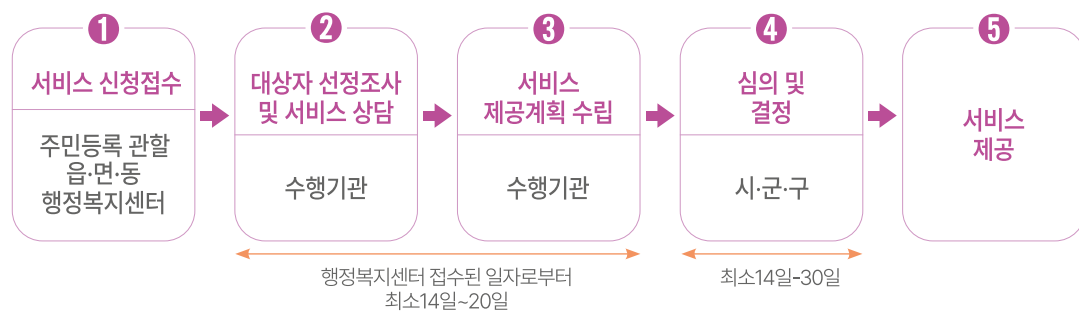 1
서비스 신청접수
주민등록 관할
읍·면·동
행정복지센터
2
대상자 선정조사
및 서비스 상담
수행기관
3
서비스
제공계획 수립
수행기관
4
심의 및
결정
시·군·구
5
서비스
제공
행정복지센터 접수된 일자로부터
최소14일~20일
최소14일-30일